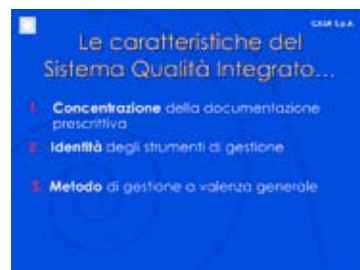 CASA S.p.A.
Le caratteristiche del
Sistema Qualità Integrato...
1. Concentrazione della documentazione
prescrittiva
2. Identità degli strumenti di gestione
3. Metodo di gestione a valenza generale